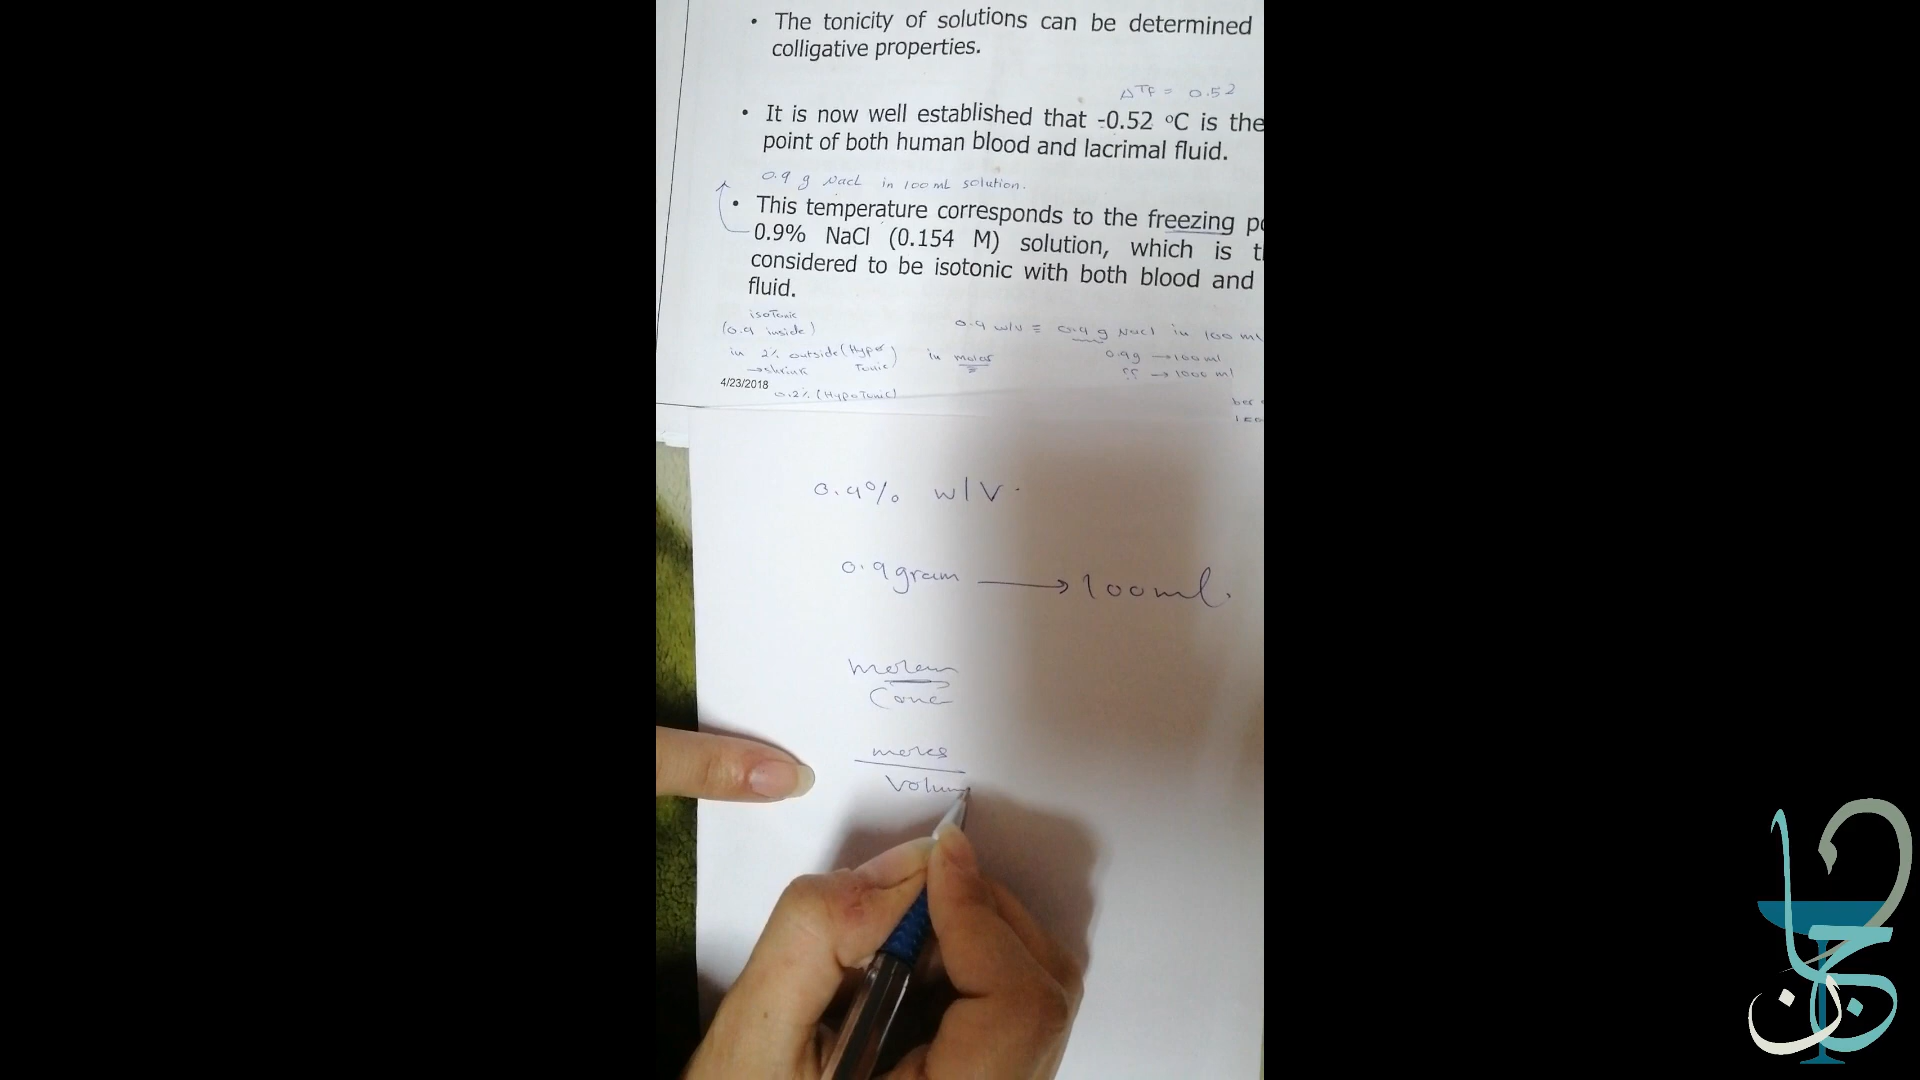 • The tonicity of solutions can be determined
colligative properties.
ΔTf = 0.52
• It is now well established that -0.52 °C is the
point of both human blood and lacrimal fluid.
0.9 g NaCl in 100 mL solution.
• This temperature corresponds to the freezing po
0.9% NaCl (0.154 M) solution, which is t
considered to be isotonic with both blood and
fluid.
isoTonic
(0.9 inside)
0.9 w/v ≡ 0.9 g NaCl in 100 ml
in 2% outside (Hyper Tonic)
→ shrink
in molar
0.9g → 100 ml
?? → 1000 ml
4/23/2018
0.2% (HypoTonic)
0.9% w/v.
0.9 gram → 100 ml.
Conc
moles
Volum